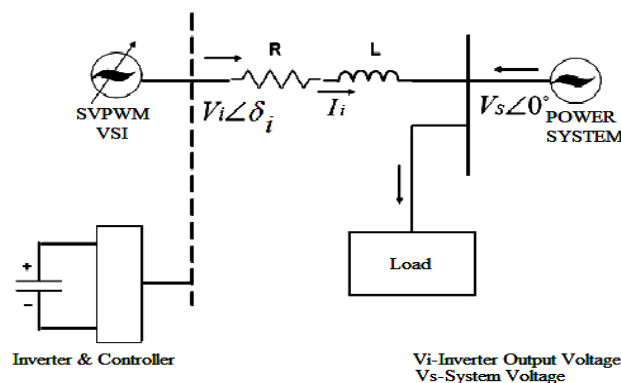 R
L
SVPWM
VSI
Vi∠δi
Ii
Vs∠0°
POWER
SYSTEM
+
−
Load
Inverter & Controller
Vi-Inverter Output Voltage
Vs-System Voltage